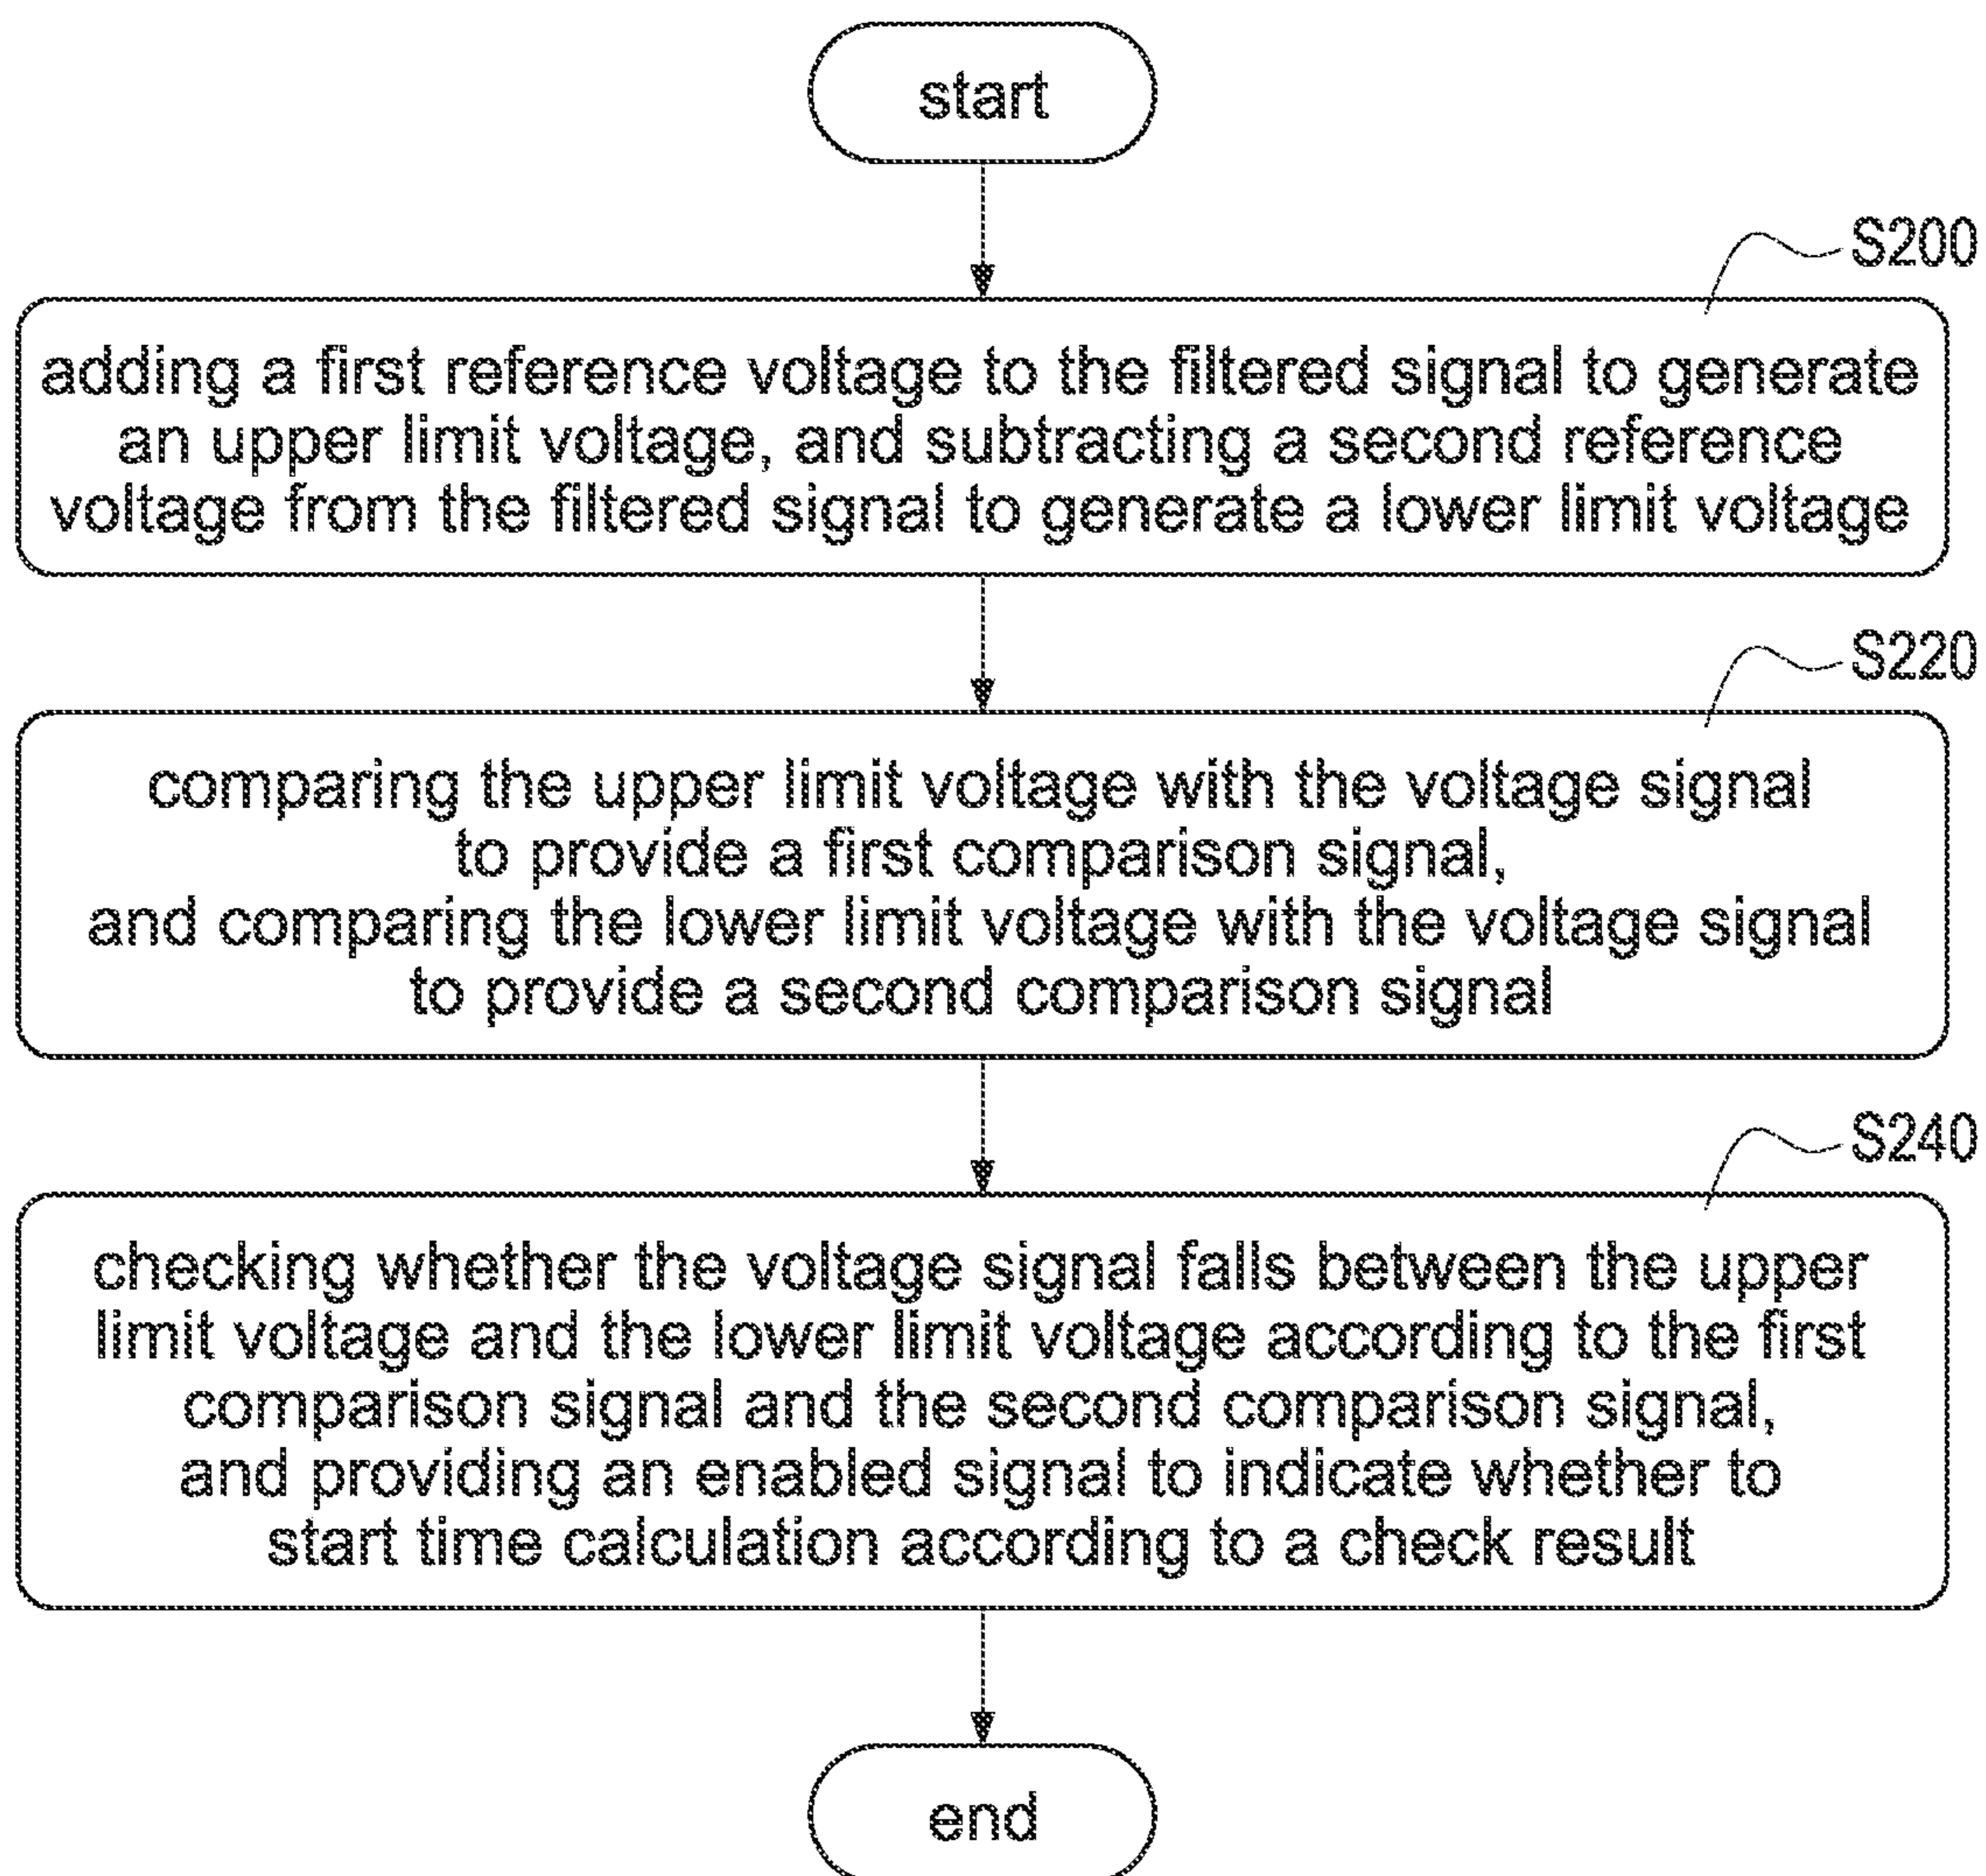 start
S200
adding a first reference voltage to the filtered signal to generate
an upper limit voltage, and subtracting a second reference
voltage from the filtered signal to generate a lower limit voltage
S220
comparing the upper limit voltage with the voltage signal
to provide a first comparison signal,
and comparing the lower limit voltage with the voltage signal
to provide a second comparison signal
S240
checking whether the voltage signal falls between the upper
limit voltage and the lower limit voltage according to the first
comparison signal and the second comparison signal,
and providing an enabled signal to indicate whether to
start time calculation according to a check result
end